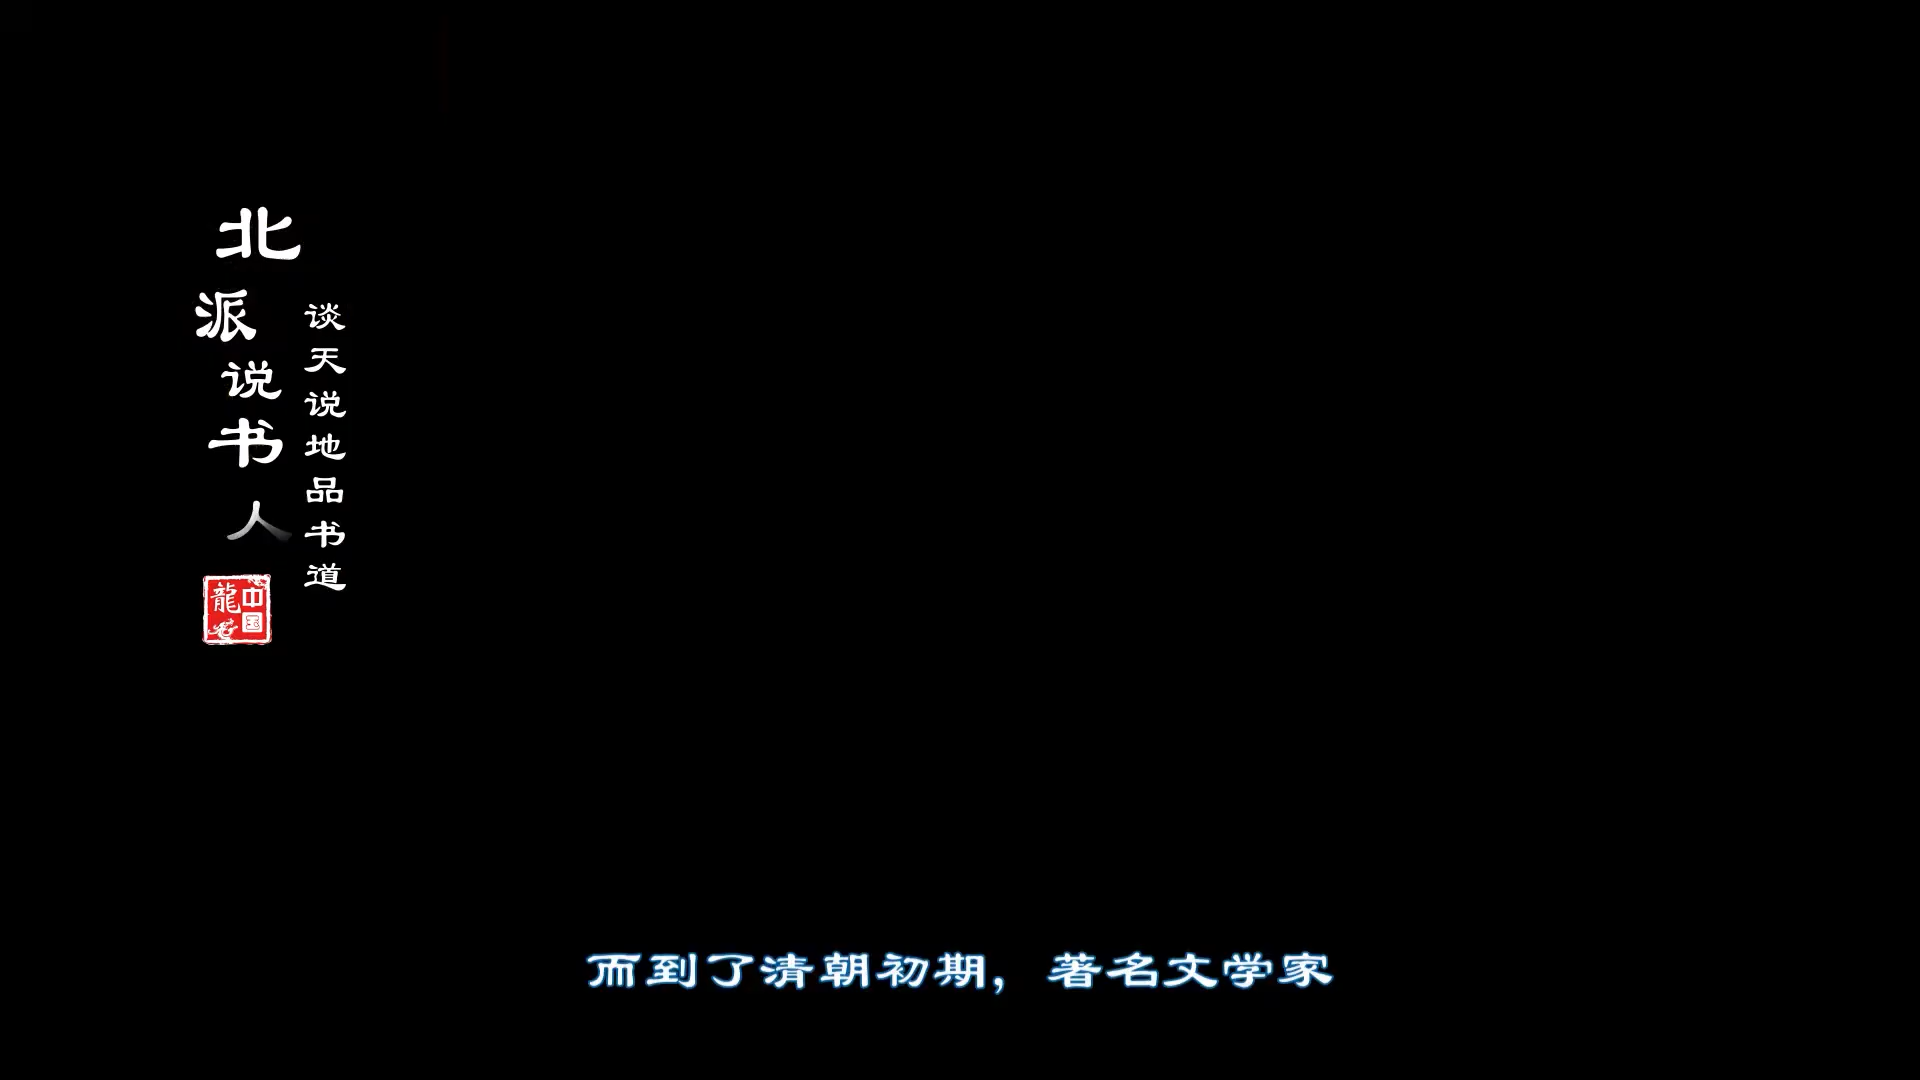 北派说书人
谈天说地品书道
中国
龍
而到了清朝初期，著名文学家